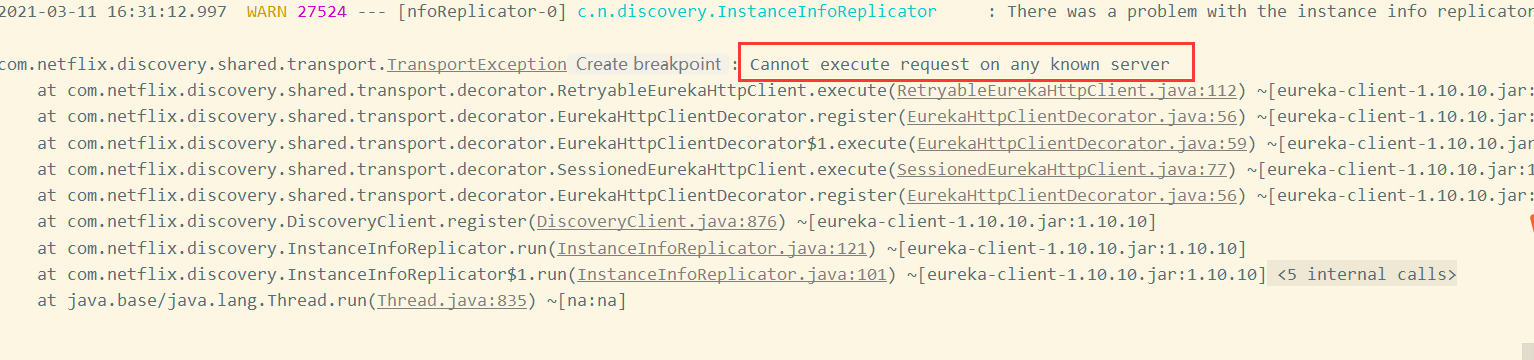 2021-03-11 16:31:12.997  WARN 27524 --- [nfoReplicator-0] c.n.discovery.InstanceInfoReplicator     : There was a problem with the instance info replicator
com.netflix.discovery.shared.transport.TransportException Create breakpoint : Cannot execute request on any known server
at com.netflix.discovery.shared.transport.decorator.RetryableEurekaHttpClient.execute(RetryableEurekaHttpClient.java:112) ~[eureka-client-1.10.10.jar:
at com.netflix.discovery.shared.transport.decorator.EurekaHttpClientDecorator.register(EurekaHttpClientDecorator.java:56) ~[eureka-client-1.10.10.jar:
at com.netflix.discovery.shared.transport.decorator.EurekaHttpClientDecorator$1.execute(EurekaHttpClientDecorator.java:59) ~[eureka-client-1.10.10.jar
at com.netflix.discovery.shared.transport.decorator.SessionedEurekaHttpClient.execute(SessionedEurekaHttpClient.java:77) ~[eureka-client-1.10.10.jar:1
at com.netflix.discovery.shared.transport.decorator.EurekaHttpClientDecorator.register(EurekaHttpClientDecorator.java:56) ~[eureka-client-1.10.10.jar:
at com.netflix.discovery.DiscoveryClient.register(DiscoveryClient.java:876) ~[eureka-client-1.10.10.jar:1.10.10]
at com.netflix.discovery.InstanceInfoReplicator.run(InstanceInfoReplicator.java:121) ~[eureka-client-1.10.10.jar:1.10.10]
at com.netflix.discovery.InstanceInfoReplicator$1.run(InstanceInfoReplicator.java:101) ~[eureka-client-1.10.10.jar:1.10.10] <5 internal calls>
at java.base/java.lang.Thread.run(Thread.java:835) ~[na:na]